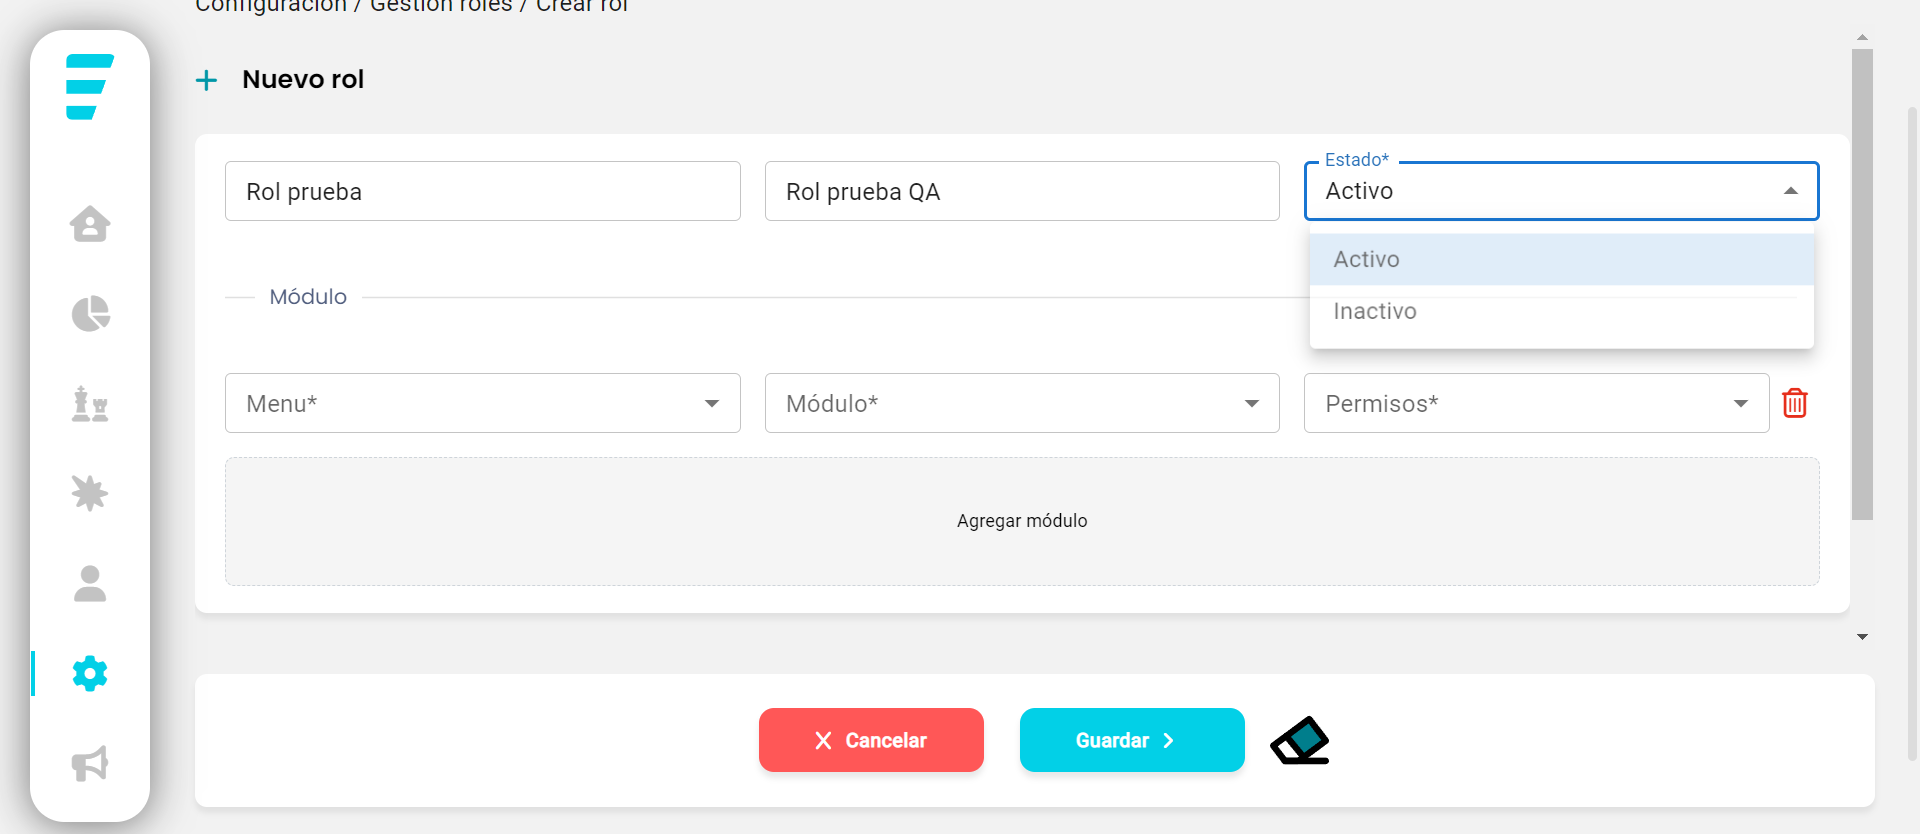 Configuración / Gestión roles / Crear rol
Nuevo rol
Rol prueba
Rol prueba QA
Estado*
Activo
Activo
Inactivo
Módulo
Menu*
Módulo*
Permisos*
Agregar módulo
Cancelar
Guardar